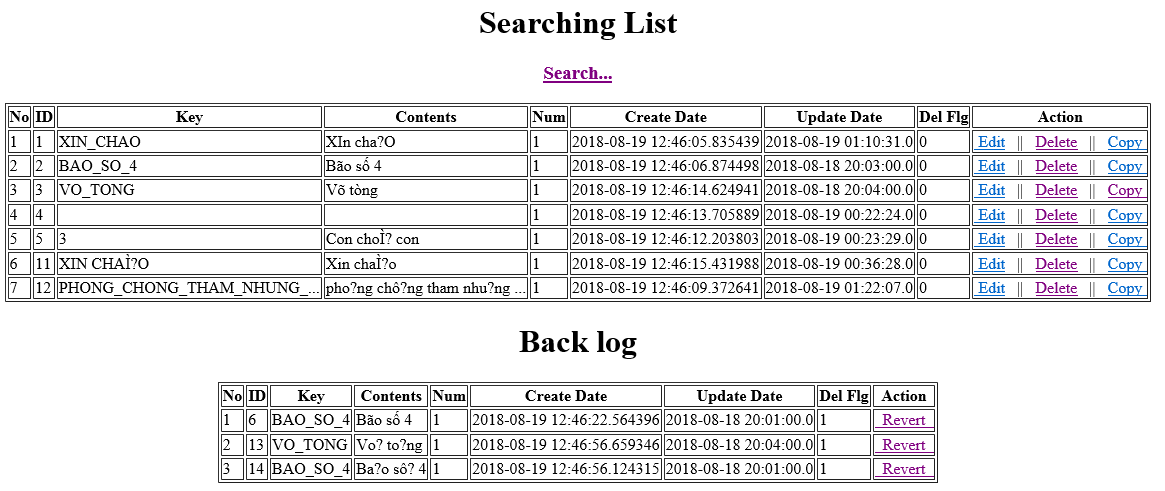 Searching List
Search...
No ID Key Contents Num Create Date Update Date Del Flg Action
1 1 XIN_CHAO XIn cha?O 1 2018-08-19 12:46:05.835439 2018-08-19 01:10:31.0 0 Edit || Delete || Copy
2 2 BAO_SO_4 Bão số 4 1 2018-08-19 12:46:06.874498 2018-08-18 20:03:00.0 0 Edit || Delete || Copy
3 3 VO_TONG Võ tòng 1 2018-08-19 12:46:14.624941 2018-08-18 20:04:00.0 0 Edit || Delete || Copy
4 4 1 2018-08-19 12:46:13.705889 2018-08-19 00:22:24.0 0 Edit || Delete || Copy
5 5 3 Con choÌ? con 1 2018-08-19 12:46:12.203803 2018-08-19 00:23:29.0 0 Edit || Delete || Copy
6 11 XIN CHAÌ?O Xin chaÌ?o 1 2018-08-19 12:46:15.431988 2018-08-19 00:36:28.0 0 Edit || Delete || Copy
7 12 PHONG_CHONG_THAM_NHUNG_... pho?ng chô?ng tham nhu?ng ... 1 2018-08-19 12:46:09.372641 2018-08-19 01:22:07.0 0 Edit || Delete || Copy
Back log
No ID Key Contents Num Create Date Update Date Del Flg Action
1 6 BAO_SO_4 Bão số 4 1 2018-08-19 12:46:22.564396 2018-08-18 20:01:00.0 1 Revert
2 13 VO_TONG Vo? to?ng 1 2018-08-19 12:46:56.659346 2018-08-18 20:04:00.0 1 Revert
3 14 BAO_SO_4 Ba?o sô? 4 1 2018-08-19 12:46:56.124315 2018-08-18 20:01:00.0 1 Revert